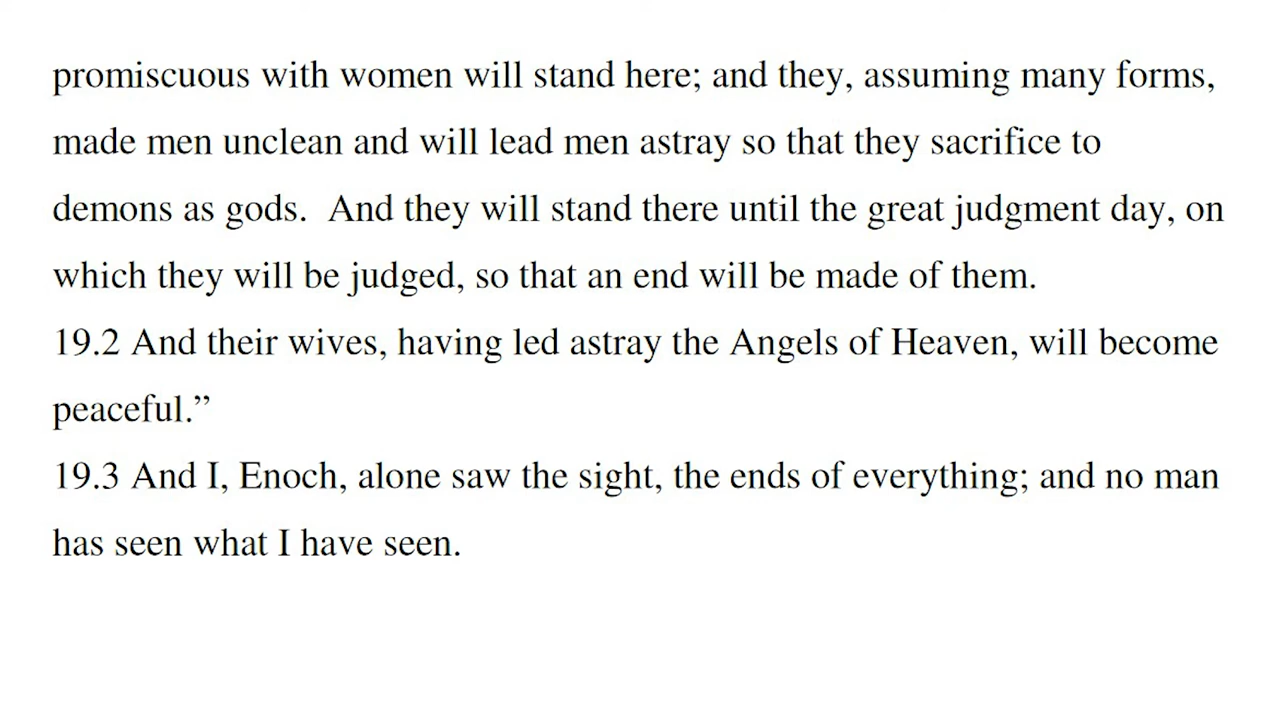 promiscuous with women will stand here; and they, assuming many forms,
made men unclean and will lead men astray so that they sacrifice to
demons as gods.  And they will stand there until the great judgment day, on
which they will be judged, so that an end will be made of them.
19.2 And their wives, having led astray the Angels of Heaven, will become
peaceful.”
19.3 And I, Enoch, alone saw the sight, the ends of everything; and no man
has seen what I have seen.